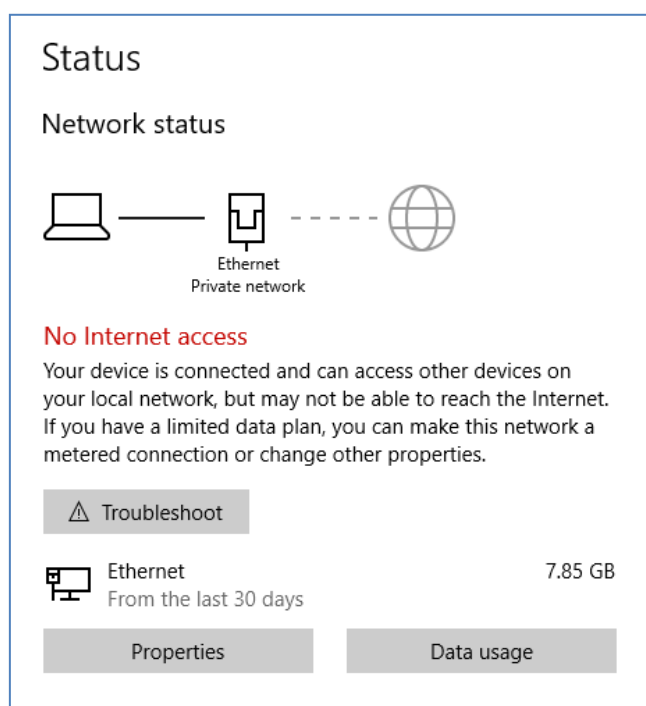 Status
Network status
Ethernet
Private network
No Internet access
Your device is connected and can access other devices on
your local network, but may not be able to reach the Internet.
If you have a limited data plan, you can make this network a
metered connection or change other properties.
Troubleshoot
Ethernet 7.85 GB
From the last 30 days
Properties Data usage